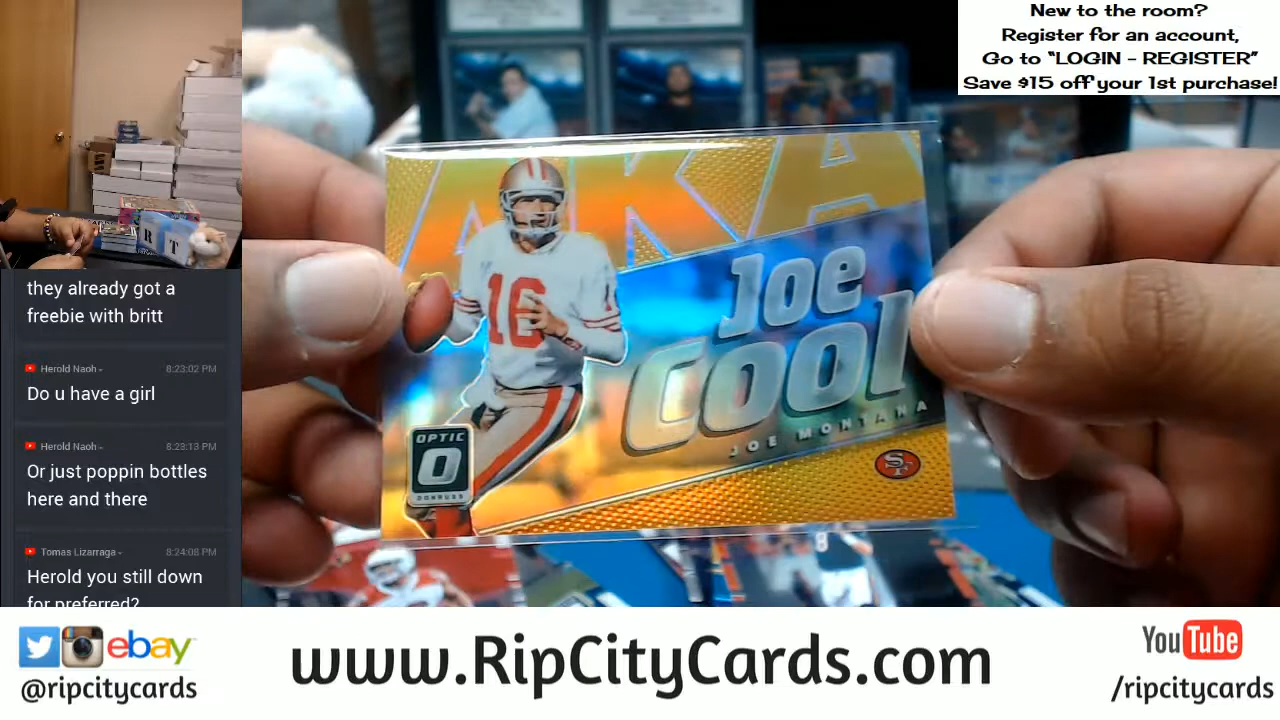 New to the room?
Register for an account,
Go to “LOGIN - REGISTER”
Save $15 off your 1st purchase!
AKA
Joe
Cool
JOE MONTANA
16
OPTIC
DONRUSS
SF
R T
they already got a
freebie with britt
Herold Naoh 8:23:02 PM
Do u have a girl
Herold Naoh 8:23:13 PM
Or just poppin bottles
here and there
Tomas Lizarraga 8:24:08 PM
Herold you still down
for preferred?
ebay
@ripcitycards
www.RipCityCards.com
YouTube
/ripcitycards